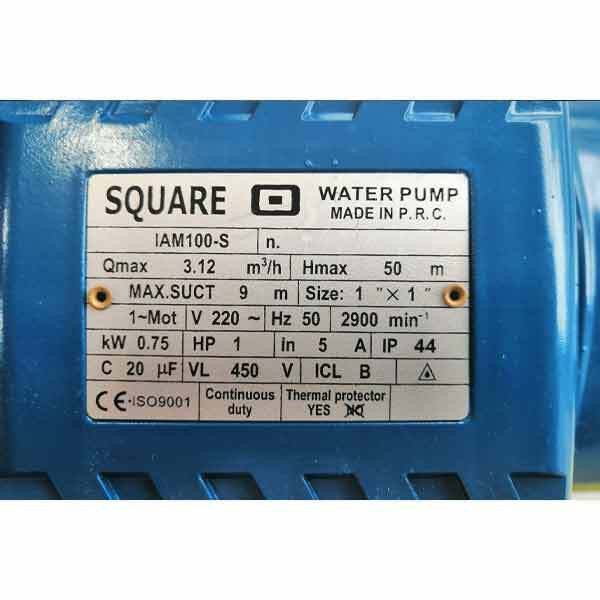 SQUARE WATER PUMP
MADE IN P.R.C.
IAM100-S n.
Qmax 3.12 m³/h Hmax 50 m
MAX.SUCT 9 m Size: 1 "×1 "
1~Mot V 220 ~ Hz 50 2900 min⁻¹
kW 0.75 HP 1 in 5 A IP 44
C 20 µF VL 450 V ICL B
CE·ISO9001 Continuous duty Thermal protector
YES NO